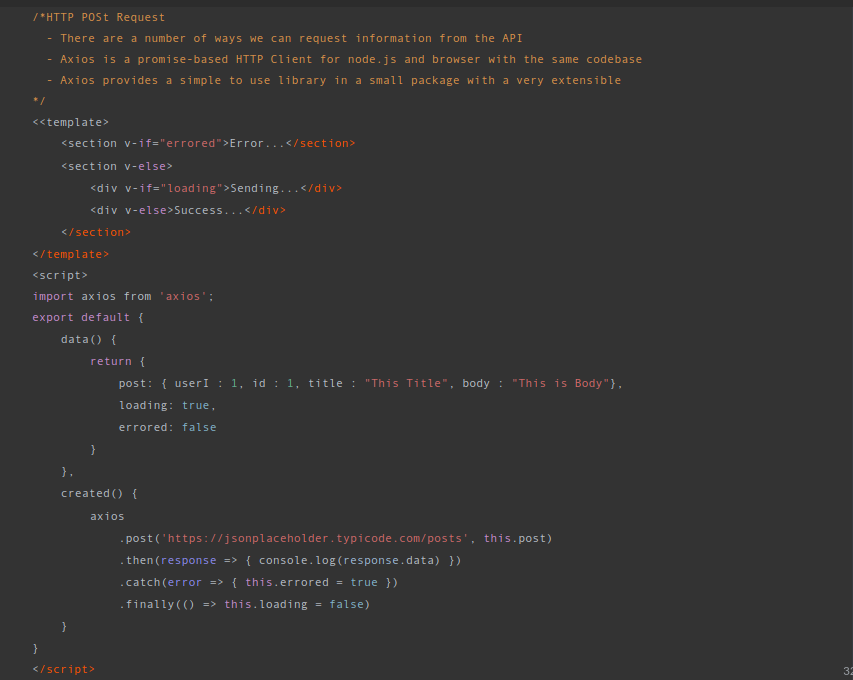 /*HTTP POSt Request
  - There are a number of ways we can request information from the API
  - Axios is a promise-based HTTP Client for node.js and browser with the same codebase
  - Axios provides a simple to use library in a small package with a very extensible
*/
<<template>
    <section v-if="errored">Error...</section>
    <section v-else>
        <div v-if="loading">Sending...</div>
        <div v-else>Success...</div>
    </section>
</template>
<script>
import axios from 'axios';
export default {
    data() {
        return {
            post: { userI : 1, id : 1, title : "This Title", body : "This is Body"},
            loading: true,
            errored: false
        }
    },
    created() {
        axios
            .post('https://jsonplaceholder.typicode.com/posts', this.post)
            .then(response => { console.log(response.data) })
            .catch(error => { this.errored = true })
            .finally(() => this.loading = false)
    }
}
</script>
32